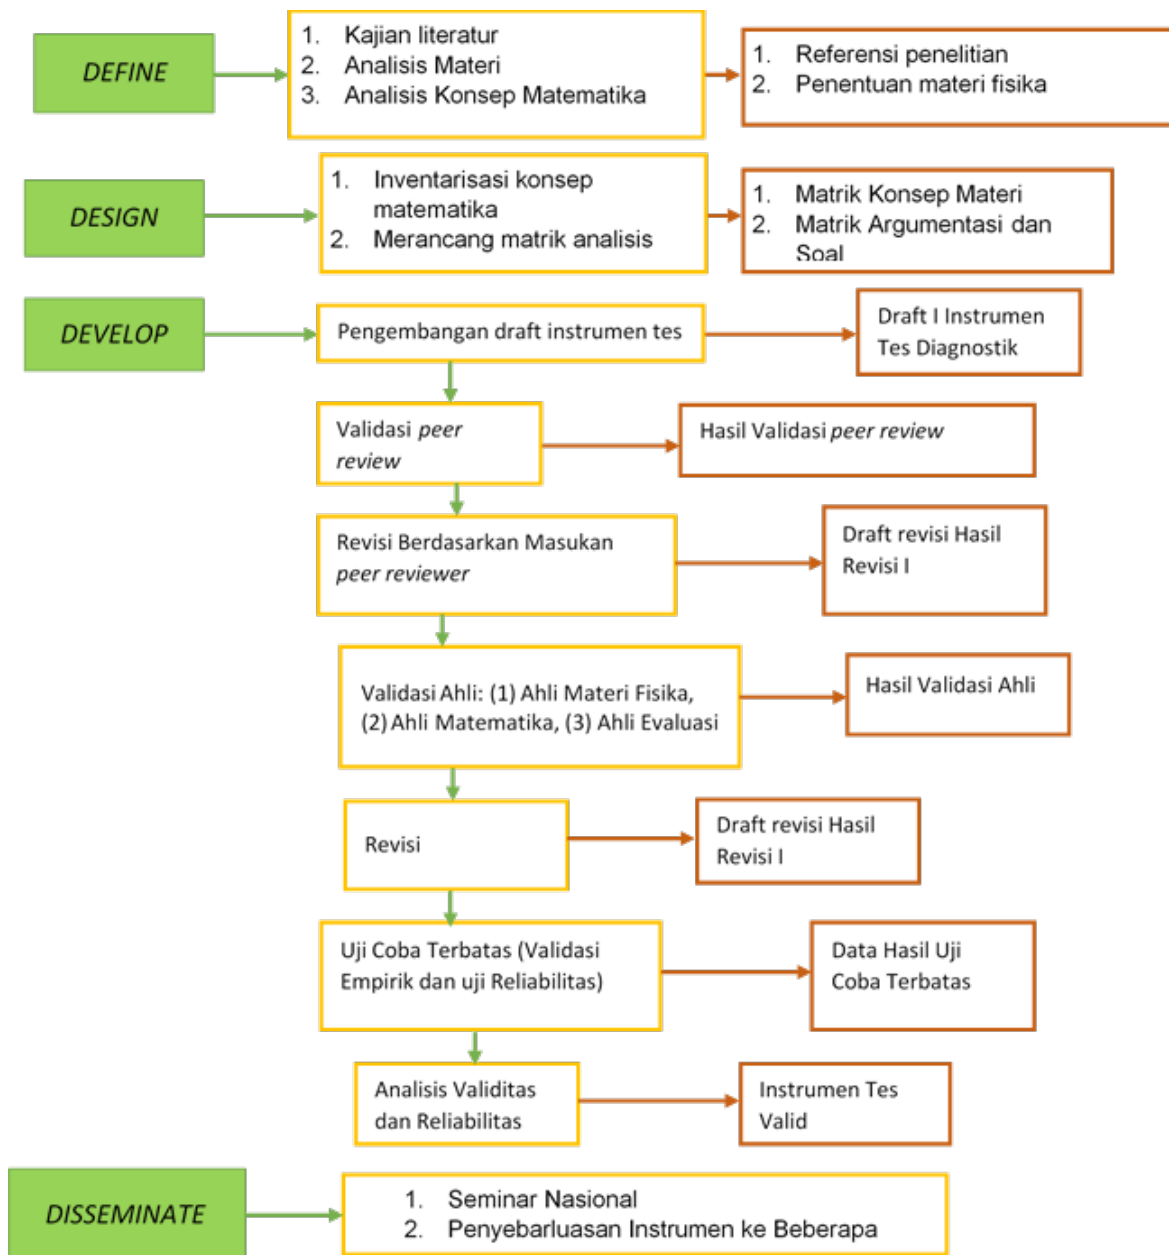 DEFINE
1. Kajian literatur
2. Analisis Materi
3. Analisis Konsep Matematika
1. Referensi penelitian
2. Penentuan materi fisika
DESIGN
1. Inventarisasi konsep
matematika
2. Merancang matrik analisis
1. Matrik Konsep Materi
2. Matrik Argumentasi dan
Soal
DEVELOP
Pengembangan draft instrumen tes
Draft I Instrumen
Tes Diagnostik
Validasi peer
review
Hasil Validasi peer review
Revisi Berdasarkan Masukan
peer reviewer
Draft revisi Hasil
Revisi I
Validasi Ahli: (1) Ahli Materi Fisika,
(2) Ahli Matematika, (3) Ahli Evaluasi
Hasil Validasi Ahli
Revisi
Draft revisi Hasil
Revisi I
Uji Coba Terbatas (Validasi
Empirik dan uji Reliabilitas)
Data Hasil Uji
Coba Terbatas
Analisis Validitas
dan Reliabilitas
Instrumen Tes
Valid
DISSEMINATE
1. Seminar Nasional
2. Penyebarluasan Instrumen ke Beberapa